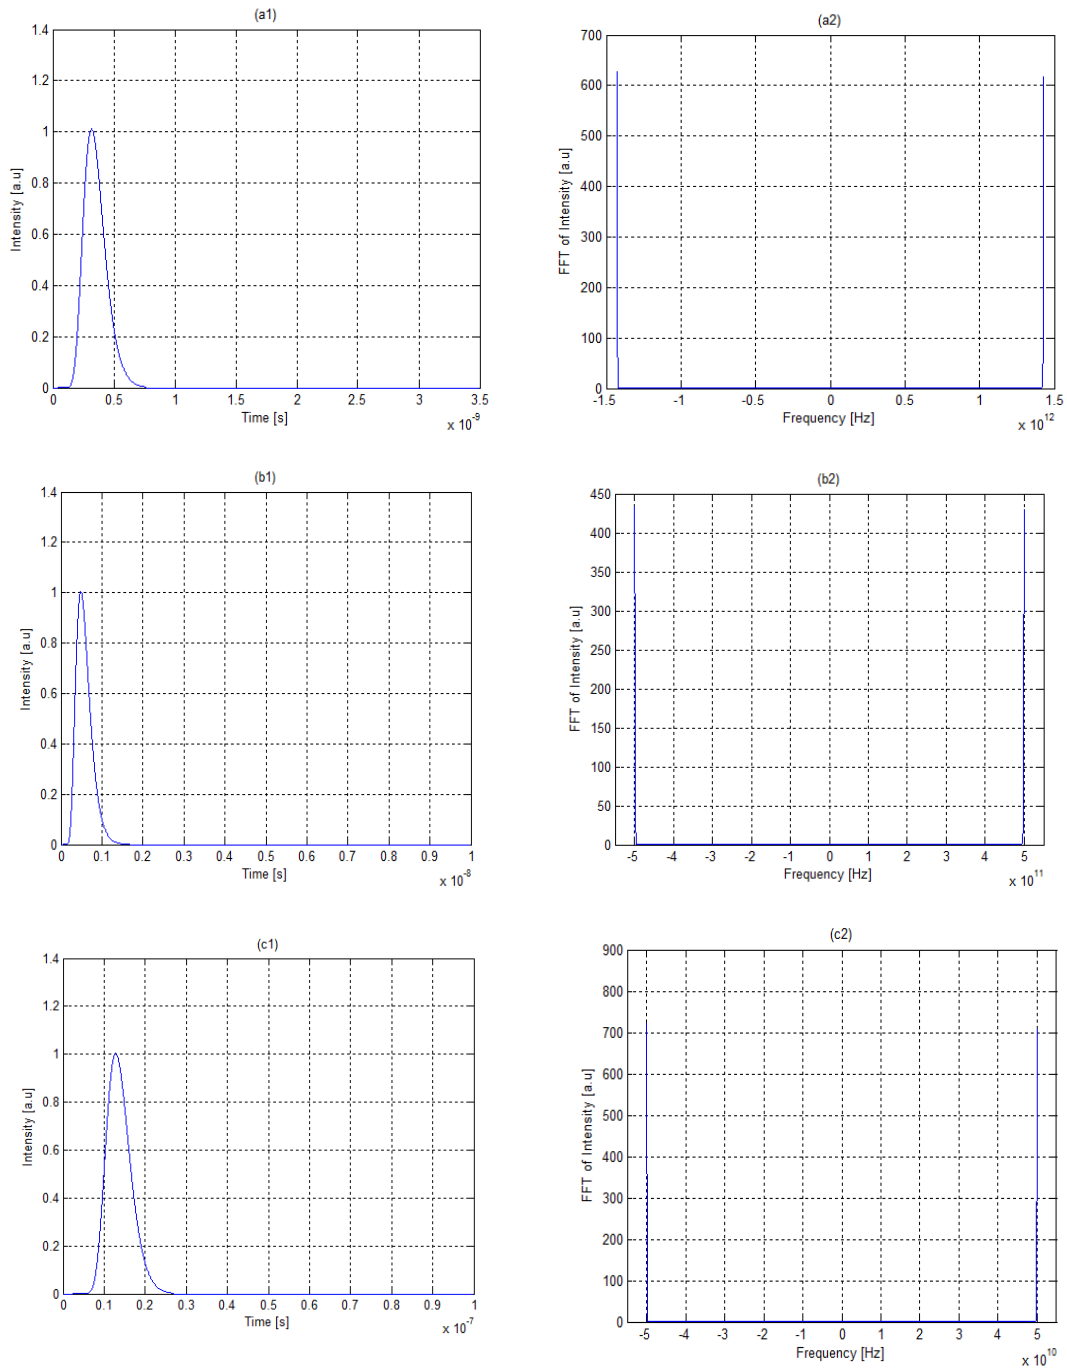 (a1)
1.4
1.2
1
0.8
0.6
0.4
0.2
0
Intensity [a.u]
0 0.5 1 1.5 2 2.5 3 3.5
Time [s]
x 10^-9
(a2)
700
600
500
400
300
200
100
0
FFT of Intensity [a.u]
-1.5 -1 -0.5 0 0.5 1 1.5
Frequency [Hz]
x 10^12
(b1)
1.4
1.2
1
0.8
0.6
0.4
0.2
0
Intensity [a.u]
0 0.1 0.2 0.3 0.4 0.5 0.6 0.7 0.8 0.9 1
Time [s]
x 10^-8
(b2)
450
400
350
300
250
200
150
100
50
0
FFT of Intensity [a.u]
-5 -4 -3 -2 -1 0 1 2 3 4 5
Frequency [Hz]
x 10^11
(c1)
1.4
1.2
1
0.8
0.6
0.4
0.2
0
Intensity [a.u]
0 0.1 0.2 0.3 0.4 0.5 0.6 0.7 0.8 0.9 1
Time [s]
x 10^-7
(c2)
900
800
700
600
500
400
300
200
100
0
FFT of Intensity [a.u]
-5 -4 -3 -2 -1 0 1 2 3 4 5
Frequency [Hz]
x 10^10